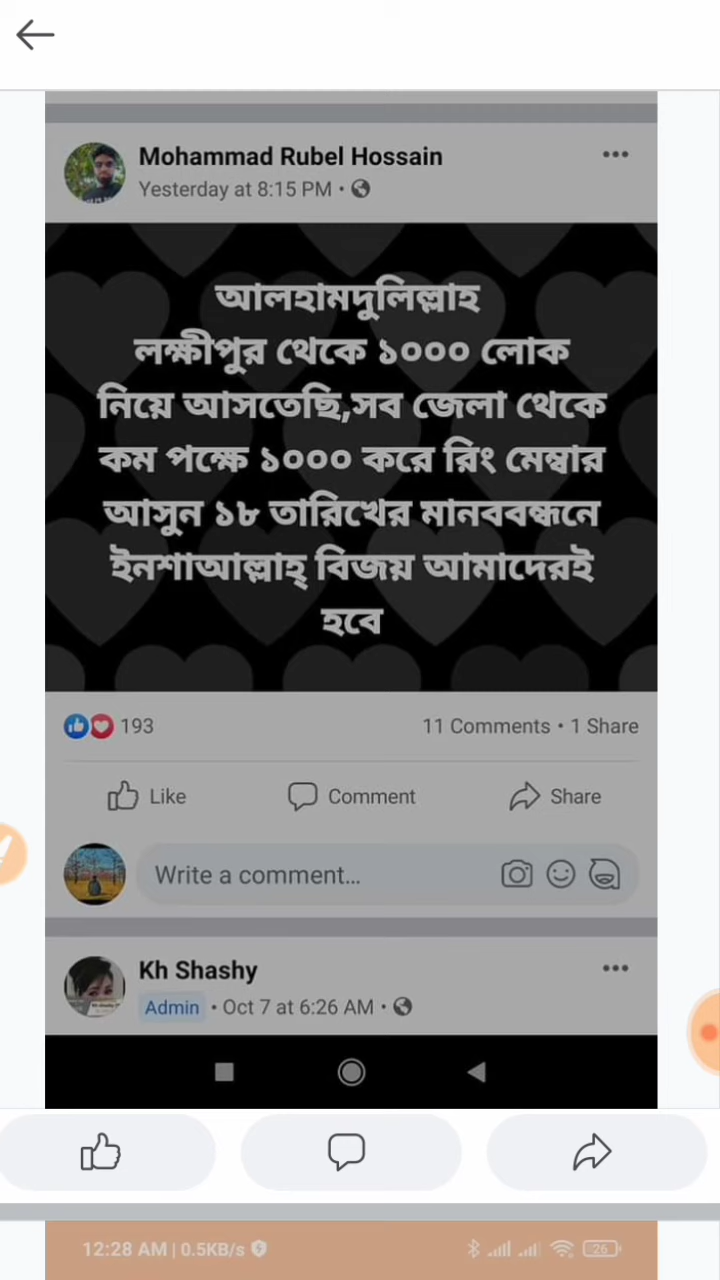 Mohammad Rubel Hossain
Yesterday at 8:15 PM •
আলহামদুলিল্লাহ
লক্ষীপুর থেকে ১০০০ লোক
নিয়ে আসতেছি,সব জেলা থেকে
কম পক্ষে ১০০০ করে রিং মেম্বার
আসুন ১৮ তারিখের মানববন্ধনে
ইনশাআল্লাহ্ বিজয় আমাদেরই
হবে
193
11 Comments • 1 Share
Like Comment Share
Write a comment...
Kh Shashy
Admin • Oct 7 at 6:26 AM •
12:28 AM | 0.5KB/s
26